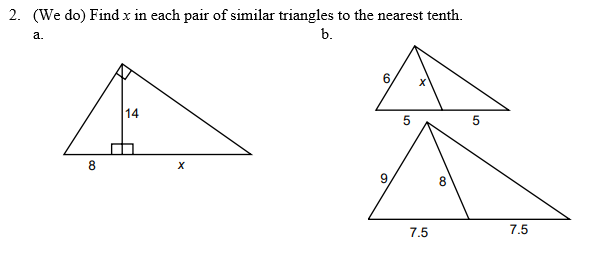 2. (We do) Find x in each pair of similar triangles to the nearest tenth.
a. b.
6 x
14
5 5
8 x
9 8
7.5 7.5